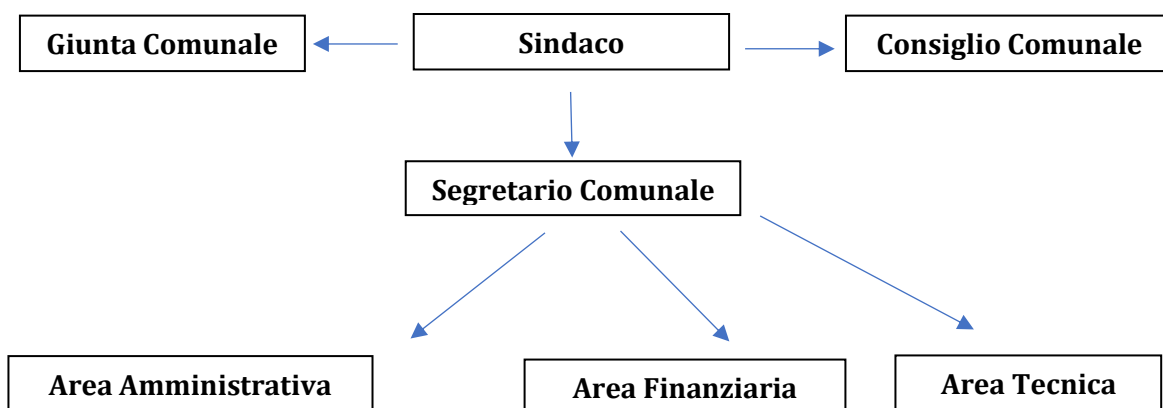 Giunta Comunale
Sindaco
Consiglio Comunale
Segretario Comunale
Area Amministrativa
Area Finanziaria
Area Tecnica